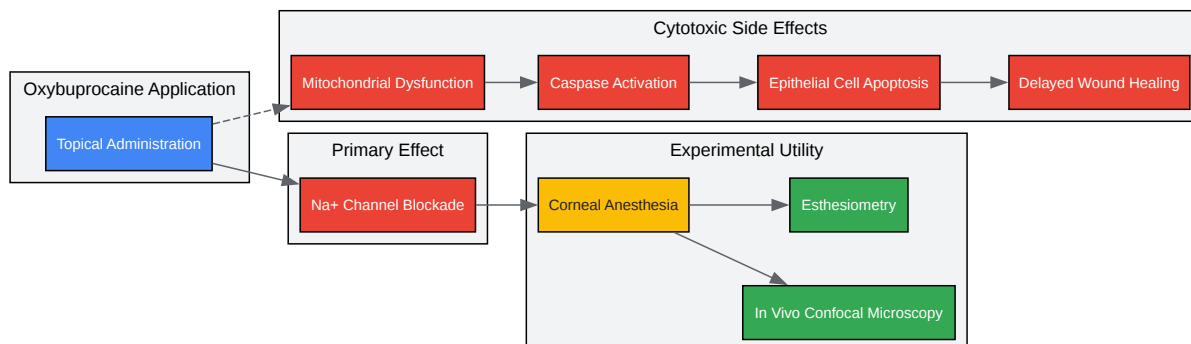 Cytotoxic Side Effects
Mitochondrial Dysfunction
Caspase Activation
Epithelial Cell Apoptosis
Delayed Wound Healing
Oxybuprocaine Application
Topical Administration
Primary Effect
Na+ Channel Blockade
Experimental Utility
Corneal Anesthesia
Esthesiometry
In Vivo Confocal Microscopy